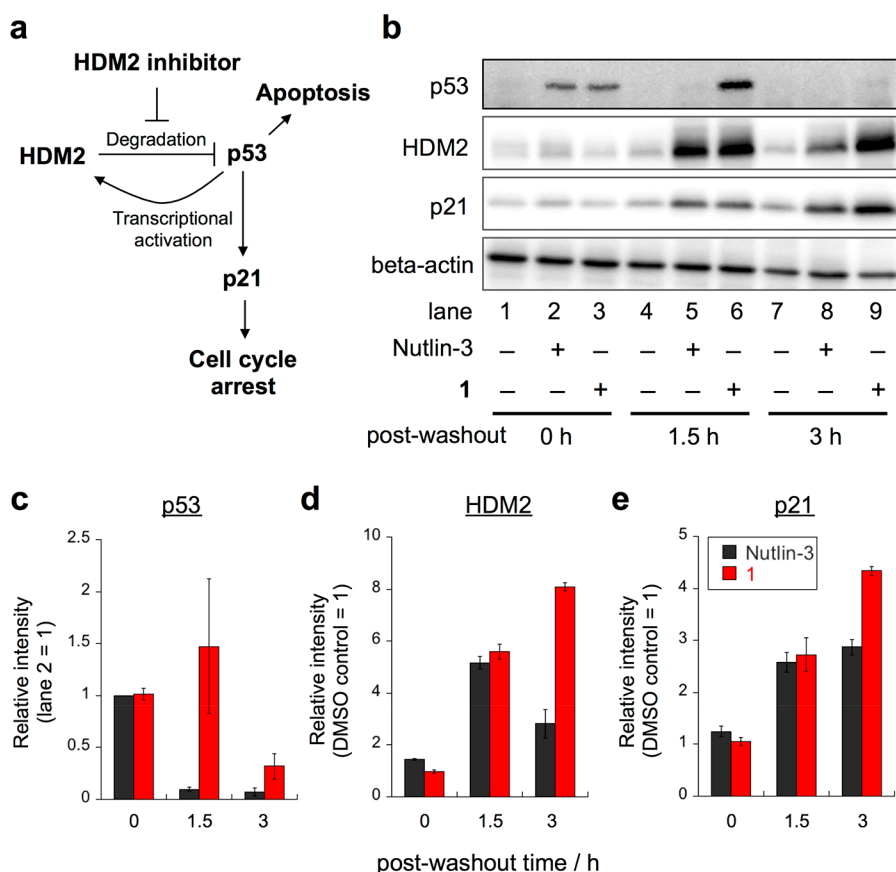 a
HDM2 inhibitor
Apoptosis
Degradation
HDM2
p53
Transcriptional
activation
p21
Cell cycle
arrest
b
p53
HDM2
p21
beta-actin
lane 1 2 3 4 5 6 7 8 9
Nutlin-3 – + – – + – – + –
1 – – + – – + – – +
post-washout 0 h 1.5 h 3 h
c
p53
Relative intensity
(lane 2 = 1)
2.5
2
1.5
1
0.5
0
0 1.5 3
d
HDM2
Relative intensity
(DMSO control = 1)
10
8
6
4
2
0
0 1.5 3
e
p21
Relative intensity
(DMSO control = 1)
5
4
3
2
1
0
Nutlin-3
1
0 1.5 3
post-washout time / h